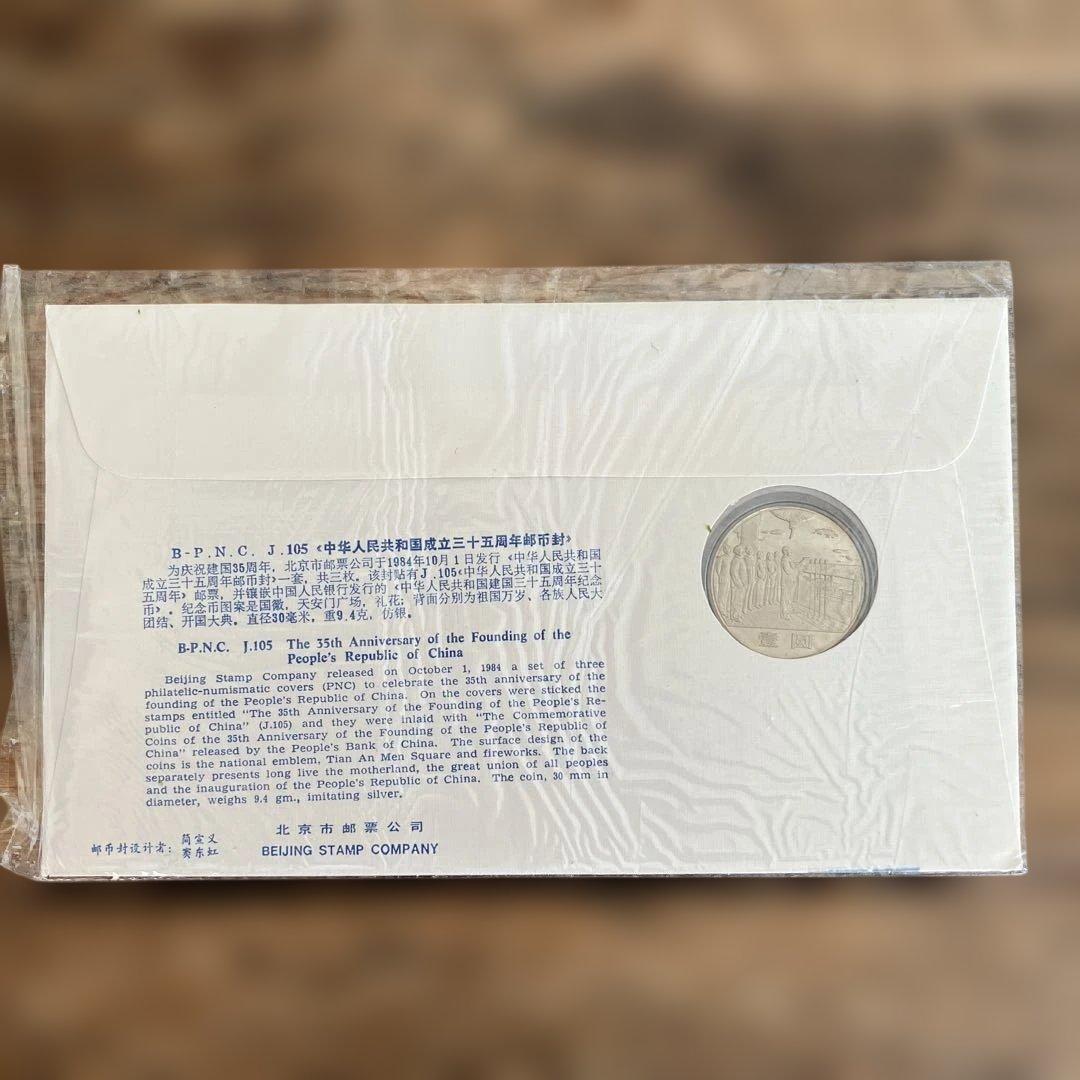 B-P.N.C. J.105 《中华人民共和国成立三十五周年邮币封》
为庆祝建国35周年，北京市邮票公司于1984年10月1日发行《中华人民共和国
成立三十五周年邮币封》一套，共三枚。该封贴有J.105《中华人民共和国成立三十
五周年》邮票，并镶嵌中国人民银行发行的《中华人民共和国建国三十五周年纪念
币》。纪念币图案是国徽，天安门广场，礼花；背面分别为祖国万岁、各族人民大
团结、开国大典。直径30毫米，重9.4克，仿银。
B-P.N.C. J.105 The 35th Anniversary of the Founding of the
People's Republic of China
Beijing Stamp Company released on October 1, 1984 a set of three
philatelic-numismatic covers (PNC) to celebrate the 35th anniversary of the
founding of the People's Republic of China. On the covers were sticked the
stamps entitled "The 35th Anniversary of the Founding of the People's Re-
public of China" (J.105) and they were inlaid with "The Commemorative
Coins of the 35th Anniversary of the Founding of the People's Republic of
China" released by the People's Bank of China. The surface design of the
coins is the national emblem, Tian An Men Square and fireworks. The back
separately presents long live the motherland, the great union of all peoples
and the inauguration of the People's Republic of China. The coin, 30 mm in
diameter, weighs 9.4 gm., imitating silver.
北京市邮票公司
BEIJING STAMP COMPANY
邮币封设计者：简宜义
窦东虹
壹圆